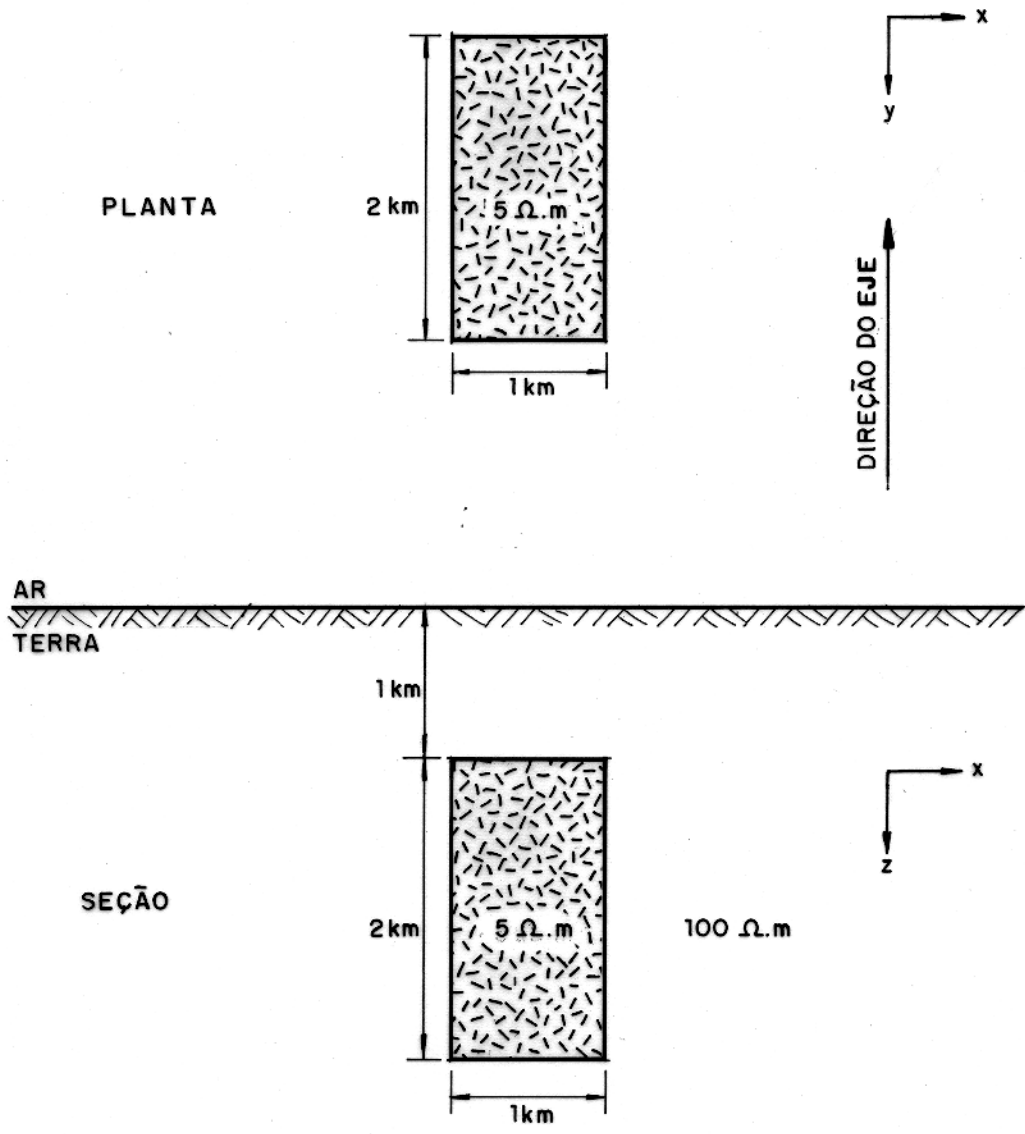 x
y
PLANTA
2 km
5 Ω.m
1 km
DIREÇÃO DO EJE
AR
TERRA
1 km
x
z
SEÇÃO
2 km
5 Ω.m
100 Ω.m
1 km